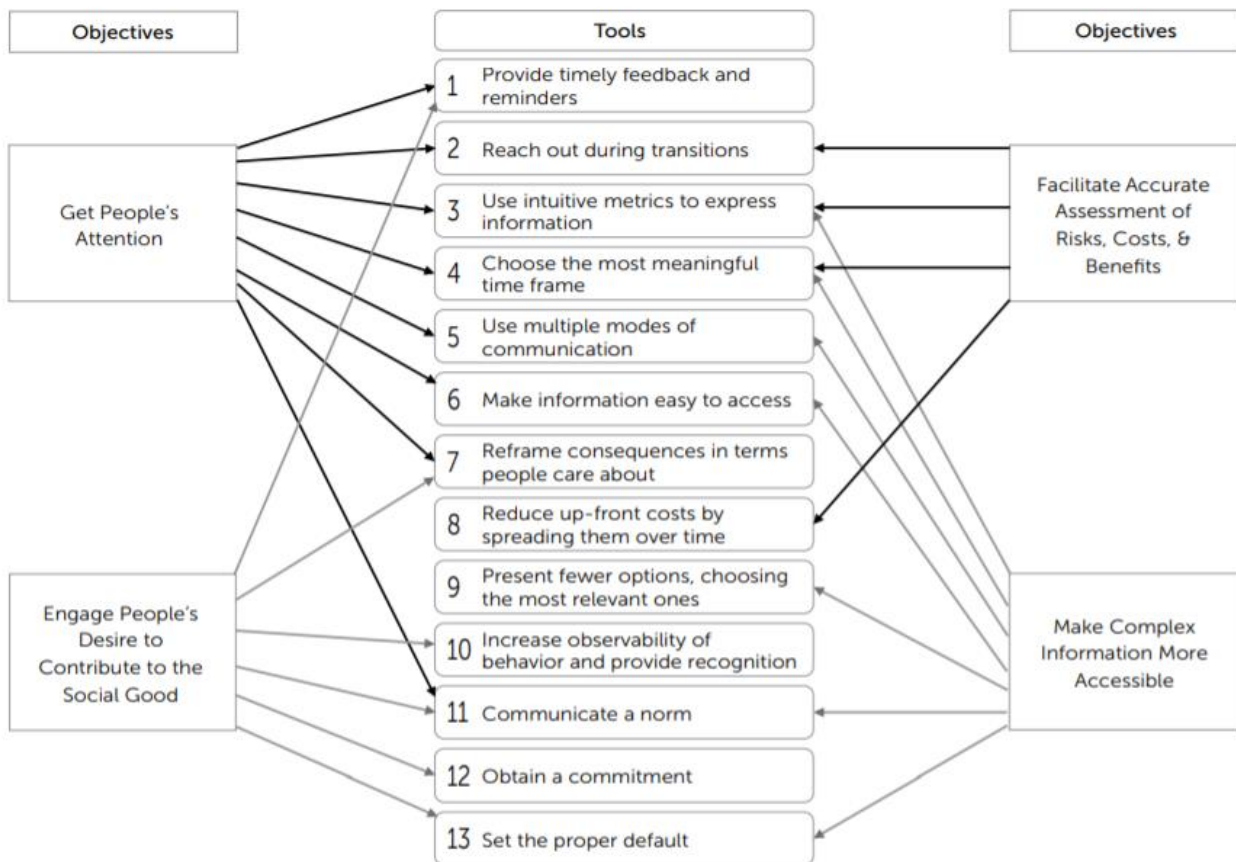 Objectives
Tools
Objectives
1 Provide timely feedback and
reminders
2 Reach out during transitions
3 Use intuitive metrics to express
information
4 Choose the most meaningful
time frame
5 Use multiple modes of
communication
6 Make information easy to access
7 Reframe consequences in terms
people care about
8 Reduce up-front costs by
spreading them over time
9 Present fewer options, choosing
the most relevant ones
10 Increase observability of
behavior and provide recognition
11 Communicate a norm
12 Obtain a commitment
13 Set the proper default
Get People's
Attention
Engage People's
Desire to
Contribute to the
Social Good
Facilitate Accurate
Assessment of
Risks, Costs, &
Benefits
Make Complex
Information More
Accessible